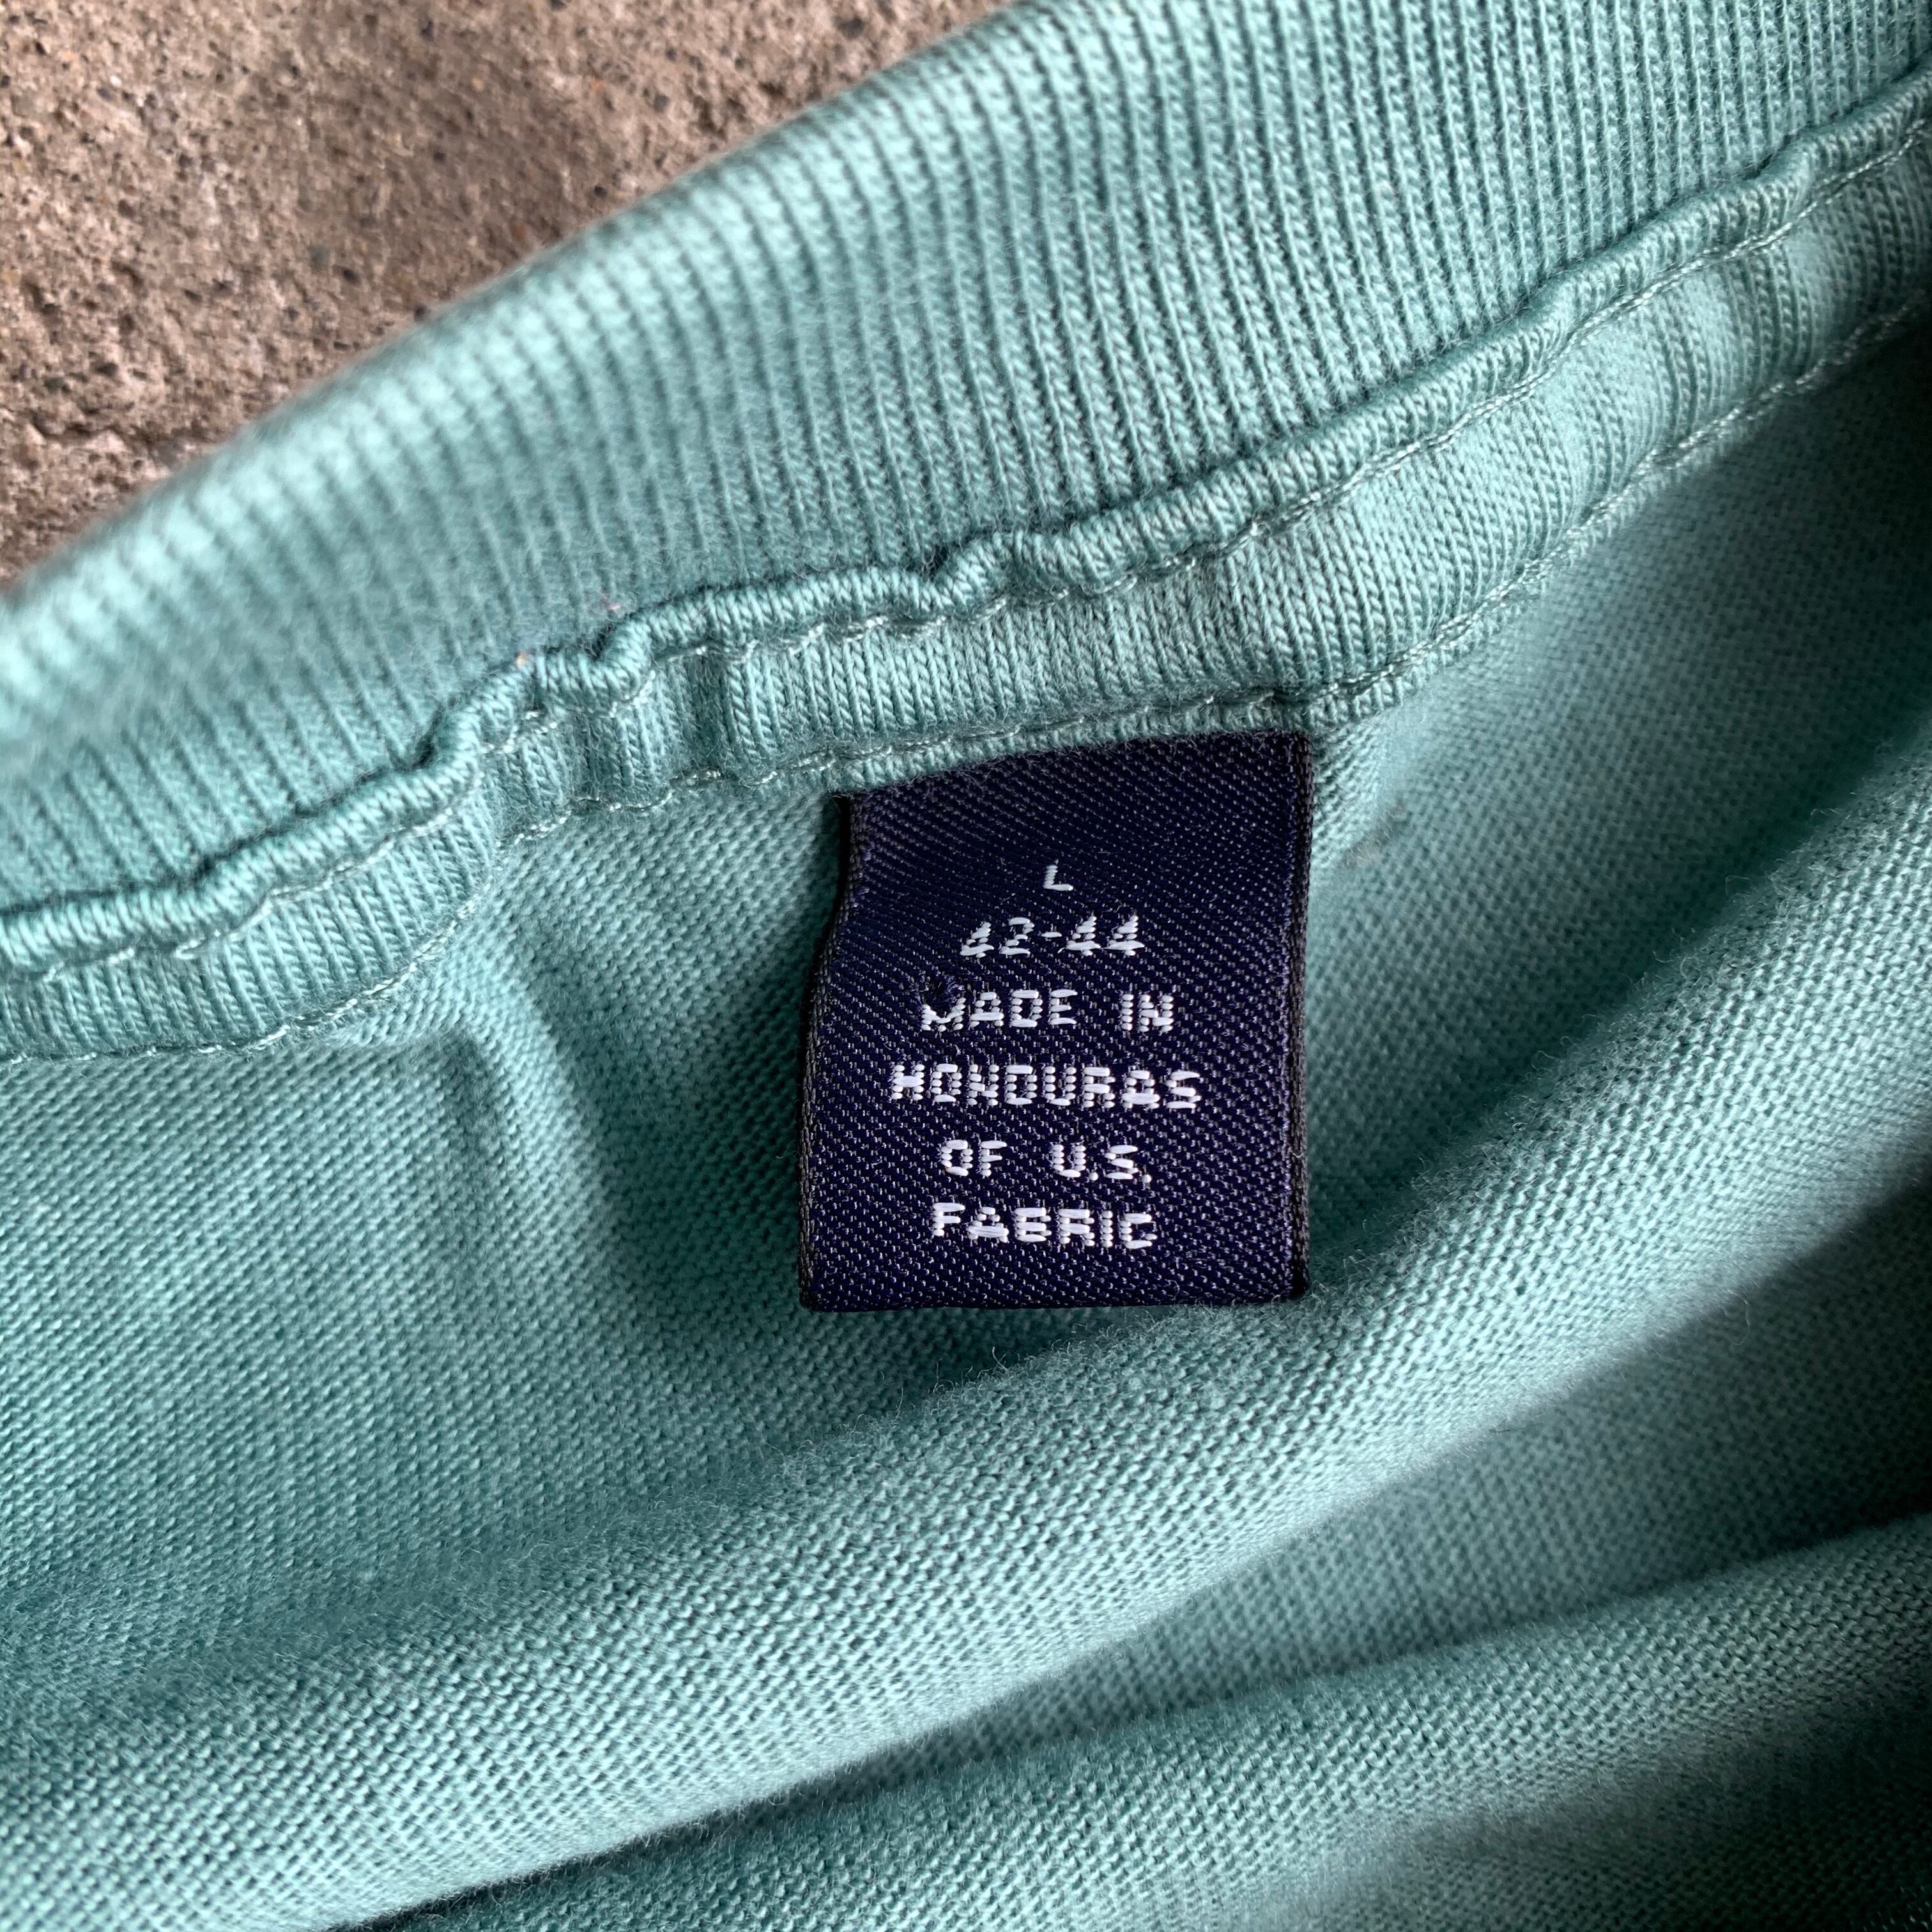 L
42-44
MADE IN
HONDURAS
OF U.S.
FABRIC